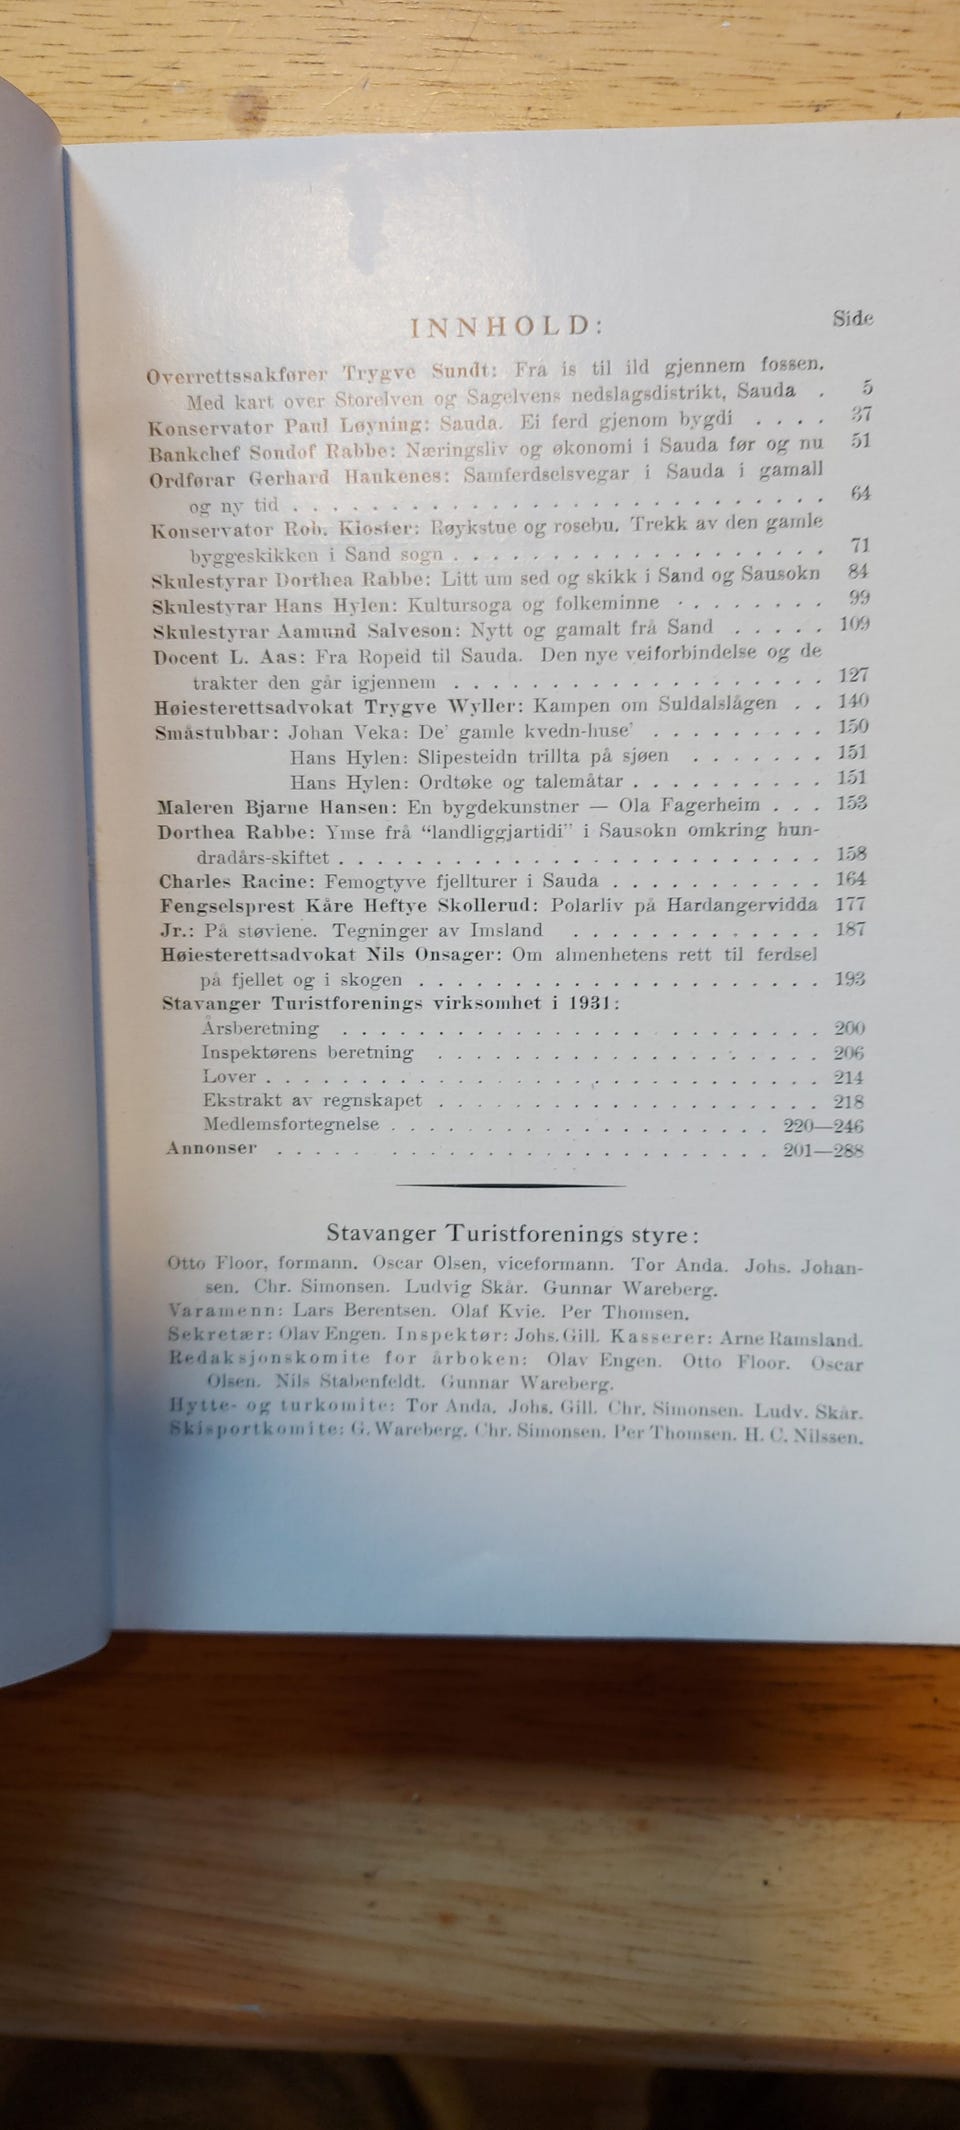 INNHOLD:
Side
Overrettssakfører Trygve Sundt: Fra is til ild gjennem fossen.
Med kart over Storelven og Sagelvens nedslagsdistrikt, Sauda . 5
Konservator Paul Løyning: Sauda. Ei ferd gjenom bygdi . . . . 37
Bankchef Sondof Rabbe: Næringsliv og økonomi i Sauda før og nu 51
Ordførar Gerhard Haukenes: Samferdselsvegar i Sauda i gamall
og ny tid . . . . . . . . . . . . . . . . . . . . . 64
Konservator Rob. Kloster: Røykstue og rosebu. Trekk av den gamle
byggeskikken i Sand sogn . . . . . . . . . . . . . . . 71
Skulestyrar Dorthea Rabbe: Litt um sed og skikk i Sand og Sausokn 84
Skulestyrar Hans Hylen: Kultursoga og folkeminne . . . . . . . . 99
Skulestyrar Aamund Salveson: Nytt og gamalt frå Sand . . . . . 109
Docent L. Aas: Fra Ropeid til Sauda. Den nye veiforbindelse og de
trakter den går igjennem . . . . . . . . . . . . . . . 127
Høiesterettsadvokat Trygve Wyller: Kampen om Suldalslågen . . 140
Småstubbar: Johan Veka: De' gamle kvedn-huse' . . . . . . . . . 150
Hans Hylen: Slipesteidn trillta på sjøen . . . . . . . 151
Hans Hylen: Ordtøke og talemåtar . . . . . . . . . . 151
Maleren Bjarne Hansen: En bygdekunstner — Ola Fagerheim . . . 153
Dorthea Rabbe: Ymse frå “landliggjartidi” i Sausokn omkring hun-
dradårs-skiftet . . . . . . . . . . . . . . . . . . . . 158
Charles Racine: Femogtyve fjellturer i Sauda . . . . . . . . . . . 164
Fengselsprest Kåre Heftye Skollerud: Polarliv på Hardangervidda 177
Jr.: På støvlene. Tegninger av Imsland . . . . . . . . . . . . . 187
Høiesterettsadvokat Nils Onsager: Om almenhetens rett til ferdsel
på fjellet og i skogen . . . . . . . . . . . . . . . . . 193
Stavanger Turistforenings virksomhet i 1931:
Årsberetning . . . . . . . . . . . . . . . . . . . 200
Inspektørens beretning . . . . . . . . . . . . . . . . 206
Lover . . . . . . . . . . . . . . . . . . . . . . . 214
Ekstrakt av regnskapet . . . . . . . . . . . . . . . . 218
Medlemsfortegnelse . . . . . . . . . . . . . . . . 220—246
Annonser . . . . . . . . . . . . . . . . . . . . . 201—288
Stavanger Turistforenings styre:
Otto Floor, formann. Oscar Olsen, viceformann. Tor Anda. Johs. Johan-
sen. Chr. Simonsen. Ludvig Skår. Gunnar Wareberg.
Varamenn: Lars Berentsen. Olaf Kvie. Per Thomsen.
Sekretær: Olav Engen. Inspektør: Johs. Gill. Kasserer: Arne Ramsland.
Redaksjonskomite for årboken: Olav Engen. Otto Floor. Oscar
Olsen. Nils Stabenfeldt. Gunnar Wareberg.
Hytte- og turkomite: Tor Anda. Johs. Gill. Chr. Simonsen. Ludv. Skår.
Skisportkomite: G. Wareberg. Chr. Simonsen. Per Thomsen. H. C. Nilssen.